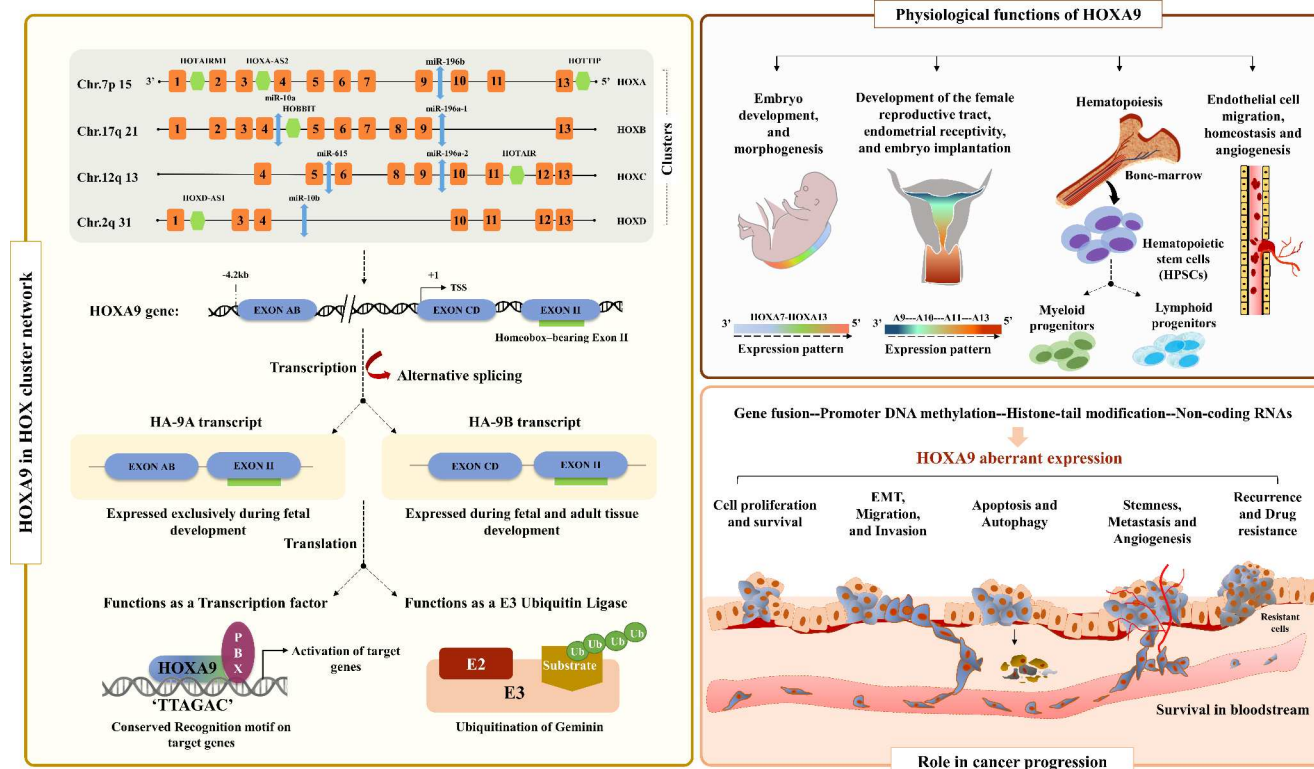 HOXA9 in HOX cluster network
HOTAIRM1 HOXA-AS2 miR-196b HOTTIP
Chr.7p 15 3’ 1 2 3 4 5 6 7 9 10 11 13 5’ HOXA
miR-10a HOBBIT miR-196a-1
Chr.17q 21 1 2 3 4 5 6 7 8 9 13 HOXB
miR-615 miR-196a-2 HOTAIR
Chr.12q 13 4 5 6 8 9 10 11 12 13 HOXC
HOXD-AS1 miR-10b
Chr.2q 31 1 3 4 10 11 12 13 HOXD
Clusters
-4.2kb +1
TSS
HOXA9 gene: EXON AB EXON CD EXON II
Homeobox–bearing Exon II
Transcription
Alternative splicing
HA-9A transcript
EXON AB EXON II
Expressed exclusively during fetal
development
HA-9B transcript
EXON CD EXON II
Expressed during fetal and adult tissue
development
Translation
Functions as a Transcription factor
PBX
HOXA9
Activation of target
genes
‘TTAGAC’
Conserved Recognition motif on
target genes
Functions as a E3 Ubiquitin Ligase
Ub Ub Ub Ub
E2 Substrate
E3
Ubiquitination of Geminin
Physiological functions of HOXA9
Embryo
development,
and
morphogenesis
HOXA7-HOXA13
3’ 5’
Expression pattern
Development of the female
reproductive tract,
endometrial receptivity,
and embryo implantation
A9---A10---A11---A13
3’ 5’
Expression pattern
Hematopoiesis
Bone-marrow
Hematopoietic
stem cells
(HPSCs)
Myeloid
progenitors
Lymphoid
progenitors
Endothelial cell
migration,
homeostasis and
angiogenesis
Gene fusion--Promoter DNA methylation--Histone-tail modification--Non-coding RNAs
HOXA9 aberrant expression
Cell proliferation
and survival
EMT,
Migration,
and Invasion
Apoptosis and
Autophagy
Stemness,
Metastasis and
Angiogenesis
Recurrence
and Drug
resistance
Resistant
cells
Survival in bloodstream
Role in cancer progression